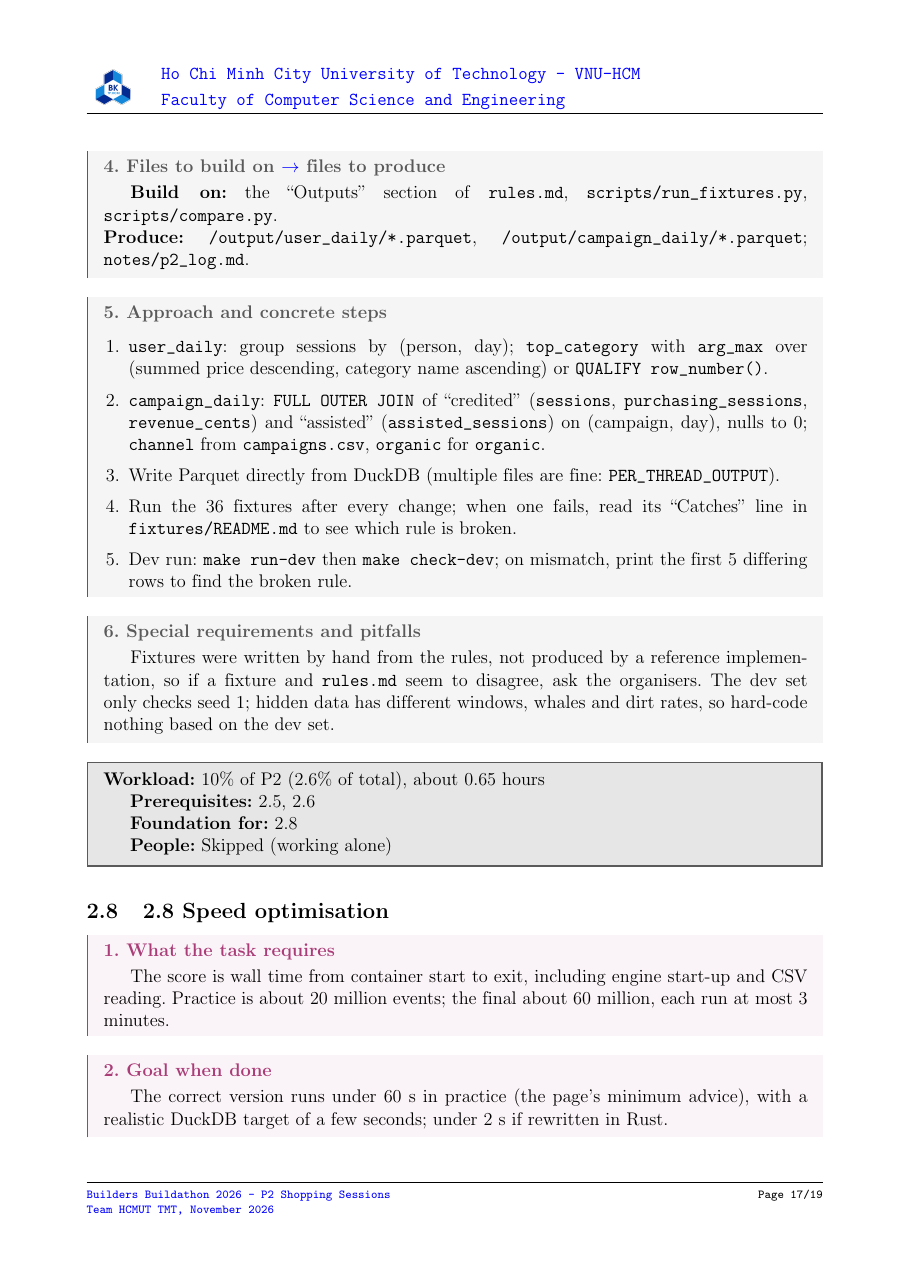 Ho Chi Minh City University of Technology - VNU-HCM
Faculty of Computer Science and Engineering
BK
4. Files to build on → files to produce
Build on: the “Outputs” section of rules.md, scripts/run_fixtures.py,
scripts/compare.py.
Produce: /output/user_daily/*.parquet, /output/campaign_daily/*.parquet;
notes/p2_log.md.
5. Approach and concrete steps
1. user_daily: group sessions by (person, day); top_category with arg_max over
(summed price descending, category name ascending) or QUALIFY row_number().
2. campaign_daily: FULL OUTER JOIN of “credited” (sessions, purchasing_sessions,
revenue_cents) and “assisted” (assisted_sessions) on (campaign, day), nulls to 0;
channel from campaigns.csv, organic for organic.
3. Write Parquet directly from DuckDB (multiple files are fine: PER_THREAD_OUTPUT).
4. Run the 36 fixtures after every change; when one fails, read its “Catches” line in
fixtures/README.md to see which rule is broken.
5. Dev run: make run-dev then make check-dev; on mismatch, print the first 5 differing
rows to find the broken rule.
6. Special requirements and pitfalls
Fixtures were written by hand from the rules, not produced by a reference implemen-
tation, so if a fixture and rules.md seem to disagree, ask the organisers. The dev set
only checks seed 1; hidden data has different windows, whales and dirt rates, so hard-code
nothing based on the dev set.
Workload: 10% of P2 (2.6% of total), about 0.65 hours
Prerequisites: 2.5, 2.6
Foundation for: 2.8
People: Skipped (working alone)
2.8 2.8 Speed optimisation
1. What the task requires
The score is wall time from container start to exit, including engine start-up and CSV
reading. Practice is about 20 million events; the final about 60 million, each run at most 3
minutes.
2. Goal when done
The correct version runs under 60 s in practice (the page’s minimum advice), with a
realistic DuckDB target of a few seconds; under 2 s if rewritten in Rust.
Builders Buildathon 2026 - P2 Shopping Sessions
Page 17/19
Team HCMUT TMT, November 2026